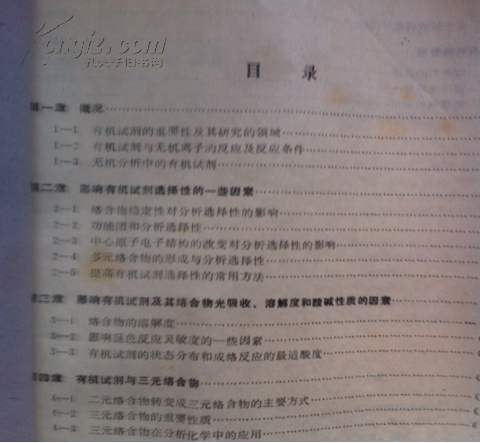 Kongfz.com
孔夫子旧书网
目 录
第一章 概况
1—1 有机试剂的重要性及其研究的领域
1—2 有机试剂与无机离子的反应及反应条件
1—3 无机分析中的有机试剂
第二章 影响有机试剂选择性的一些因素
2—1 络合物稳定性对分析选择性的影响
2—2 功能团和分析选择性
2—3 中心原子电子结构的改变对分析选择性的影响
2—4 多元络合物的形成与分析选择性
2—5 提高有机试剂选择性的常用方法
第三章 影响有机试剂及其络合物光吸收、溶解度和酸碱性质的因素
3—1 络合物的溶解度
3—2 影响显色反应灵敏度的一些因素
3—3 有机试剂的状态分布和成络反应的最适酸度
第四章 有机试剂与三元络合物
4—1 二元络合物转变成三元络合物的主要方式
4—2 三元络合物的重要性质
4—3 三元络合物在分析化学中的应用